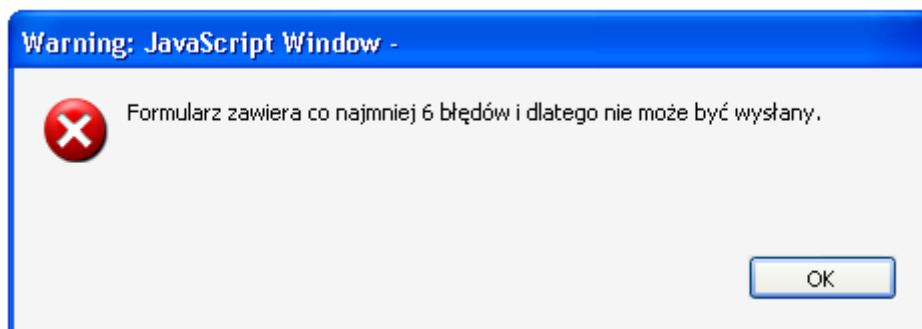 Warning: JavaScript Window -
Formularz zawiera co najmniej 6 błędów i dlatego nie może być wysłany.
OK